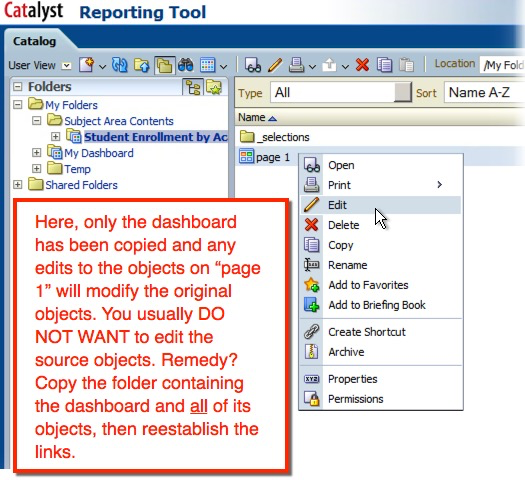 Catalyst Reporting Tool
Catalog
User View
Location /My Fold
Folders
Type All Sort Name A-Z
My Folders
Name
Subject Area Contents
_selections
Student Enrollment by Ac
My Dashboard
page 1
Temp
Shared Folders
Open
Print
Edit
Delete
Copy
Rename
Add to Favorites
Add to Briefing Book
Create Shortcut
Archive
XYZ Properties
Permissions
Here, only the dashboard
has been copied and any
edits to the objects on “page
1” will modify the original
objects. You usually DO
NOT WANT to edit the
source objects. Remedy?
Copy the folder containing
the dashboard and all of its
objects, then reestablish the
links.